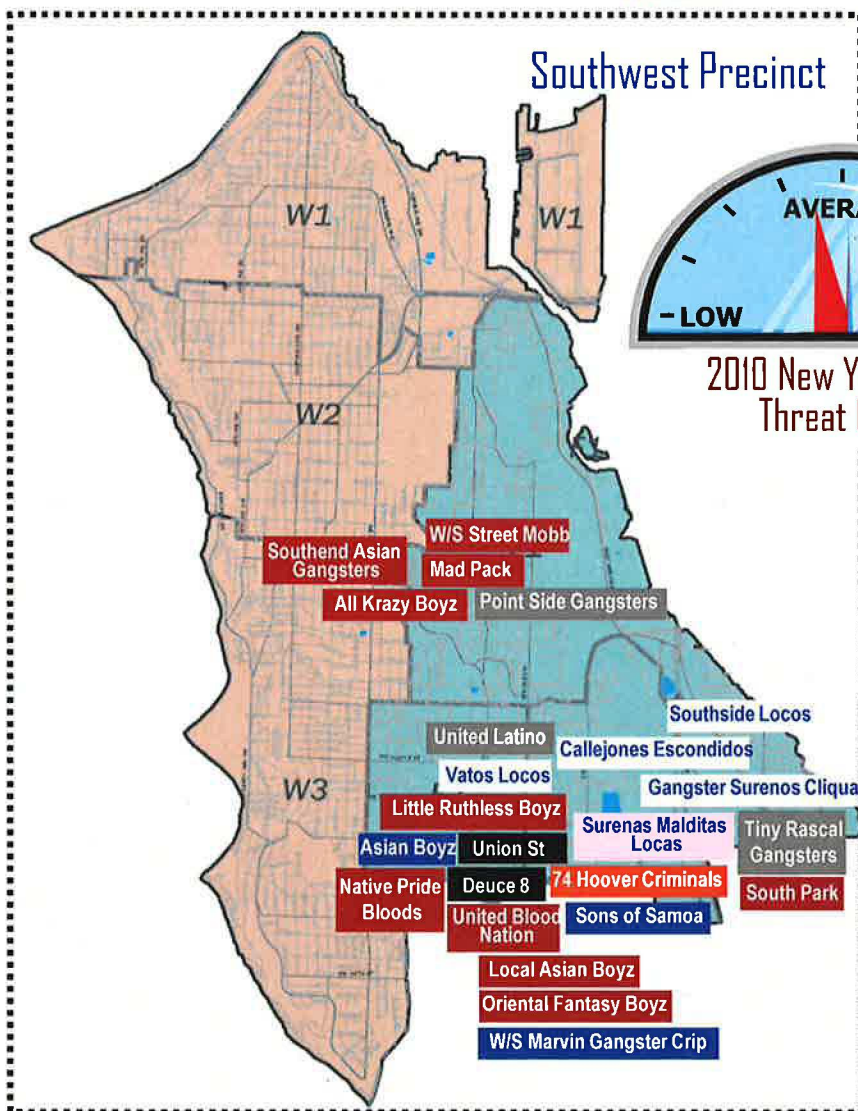 Southwest Precinct
W1
W1
AVERA
LOW
2010 New Y
Threat
W2
W/S Street Mobb
Southend Asian
Gangsters
Mad Pack
All Krazy Boyz
Point Side Gangsters
Southside Locos
United Latino
Callejones Escondidos
Vatos Locos
Gangster Surenos Cliqua
W3
Little Ruthless Boyz
Surenas Malditas
Locas
Tiny Rascal
Gangsters
Asian Boyz
Union St
Native Pride
Bloods
Deuce 8
74 Hoover Criminals
South Park
United Blood
Nation
Sons of Samoa
Local Asian Boyz
Oriental Fantasy Boyz
W/S Marvin Gangster Crip